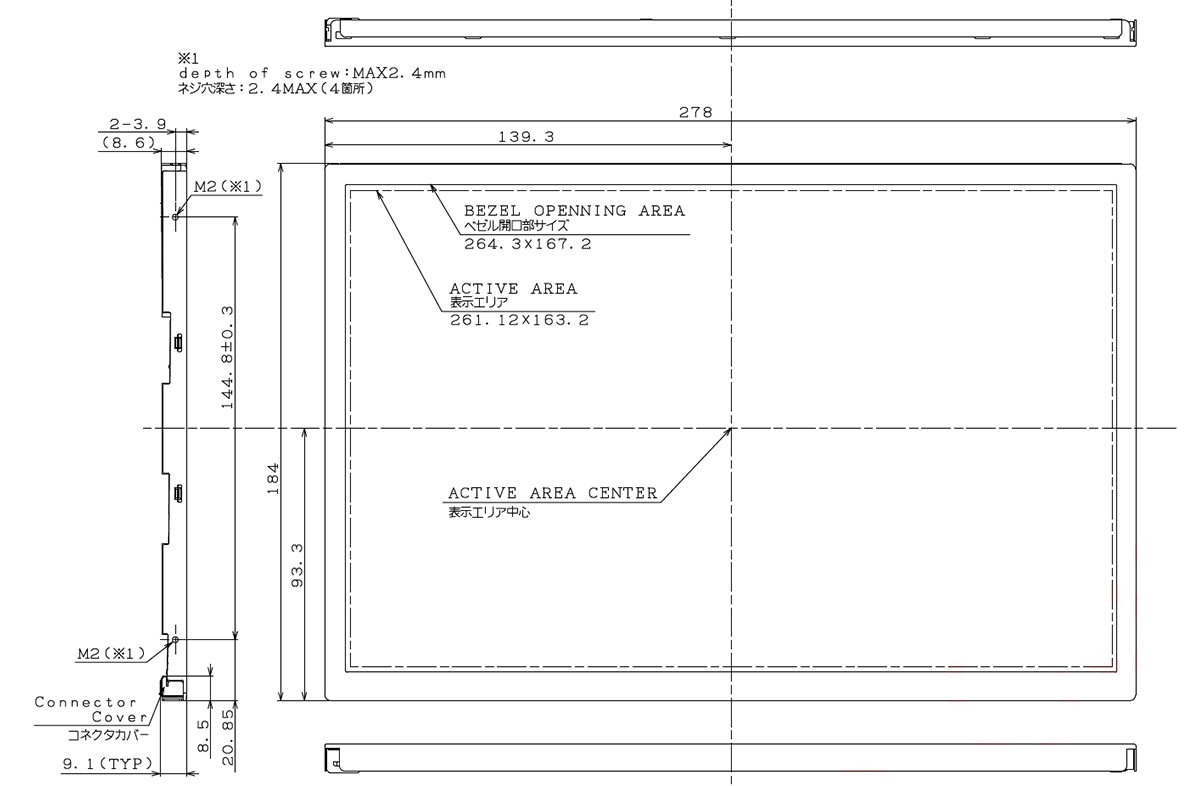 ※1
depth of screw:MAX2.4mm
ネジ穴深さ:2.4MAX(4箇所)
278
139.3
2-3.9
(8.6)
M2(※1)
BEZEL OPENNING AREA
ベゼル開口部サイズ
264.3×167.2
ACTIVE AREA
表示エリア
261.12×163.2
144.8±0.3
184
ACTIVE AREA CENTER
表示エリア中心
93.3
M2(※1)
Connector
Cover
コネクタカバー
8.5
20.85
9.1(TYP)